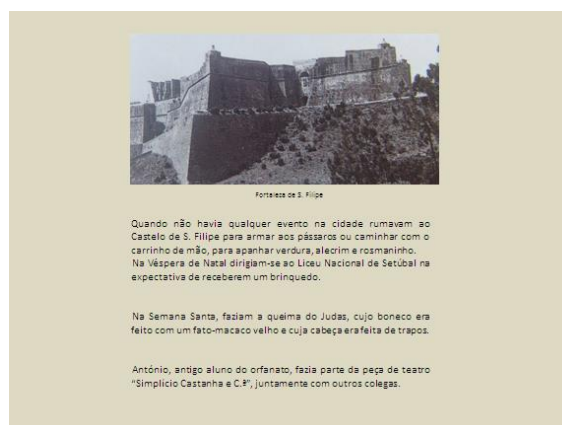 Fortaleza de S. Filipe
Quando não havia qualquer evento na cidade rumavam ao
Castelo de S. Filipe para armar aos pássaros ou caminhar com o
carrinho de mão, para apanhar verdura, alecrim e rosmaninho.
Na Véspera de Natal dirigiam-se ao Liceu Nacional de Setúbal na
expectativa de receberem um brinquedo.
Na Semana Santa, faziam a queima do Judas, cujo boneco era
feito com um fato-macaco velho e cuja cabeça era feita de trapos.
António, antigo aluno do orfanato, fazia parte da peça de teatro
“Simplicio Castanha e C.ª”, juntamente com outros colegas.